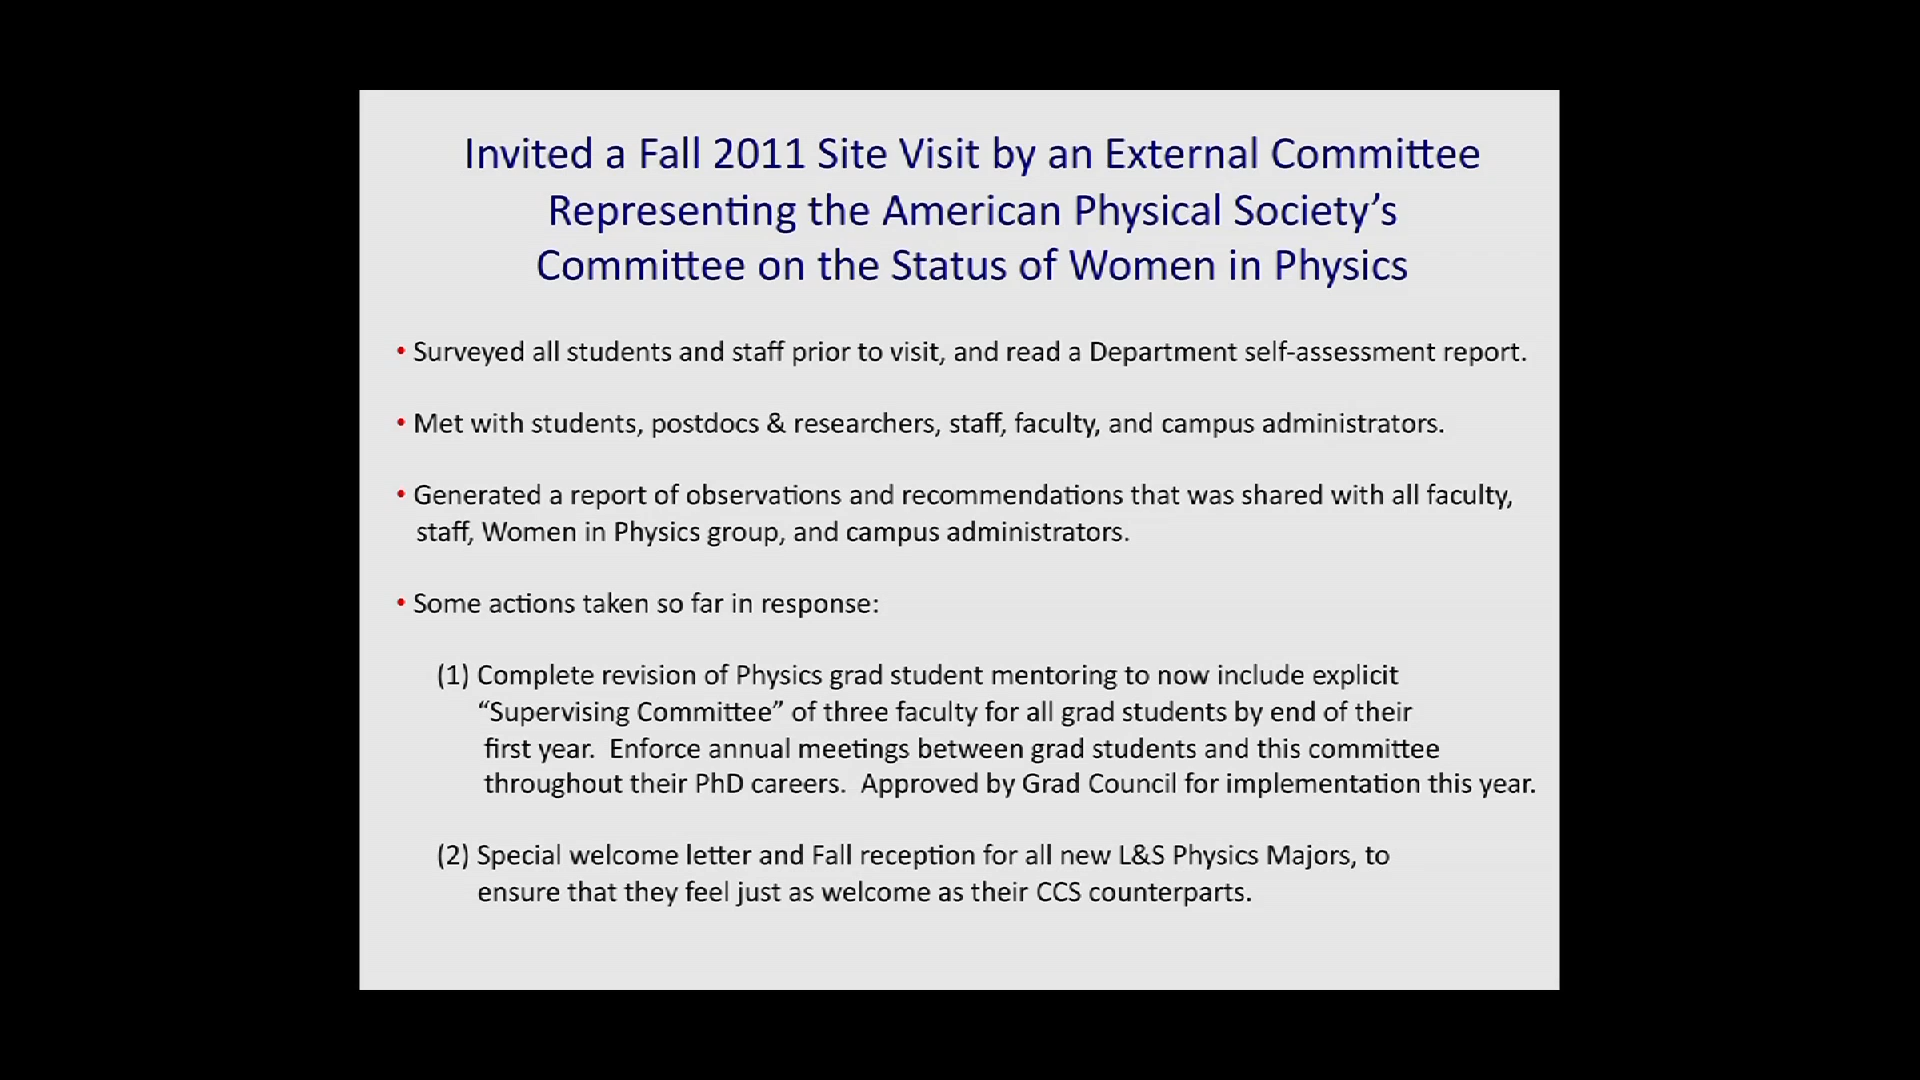 Invited a Fall 2011 Site Visit by an External Committee
Representing the American Physical Society’s
Committee on the Status of Women in Physics
• Surveyed all students and staff prior to visit, and read a Department self-assessment report.
• Met with students, postdocs & researchers, staff, faculty, and campus administrators.
• Generated a report of observations and recommendations that was shared with all faculty,
staff, Women in Physics group, and campus administrators.
• Some actions taken so far in response:
(1) Complete revision of Physics grad student mentoring to now include explicit
“Supervising Committee” of three faculty for all grad students by end of their
first year. Enforce annual meetings between grad students and this committee
throughout their PhD careers. Approved by Grad Council for implementation this year.
(2) Special welcome letter and Fall reception for all new L&S Physics Majors, to
ensure that they feel just as welcome as their CCS counterparts.